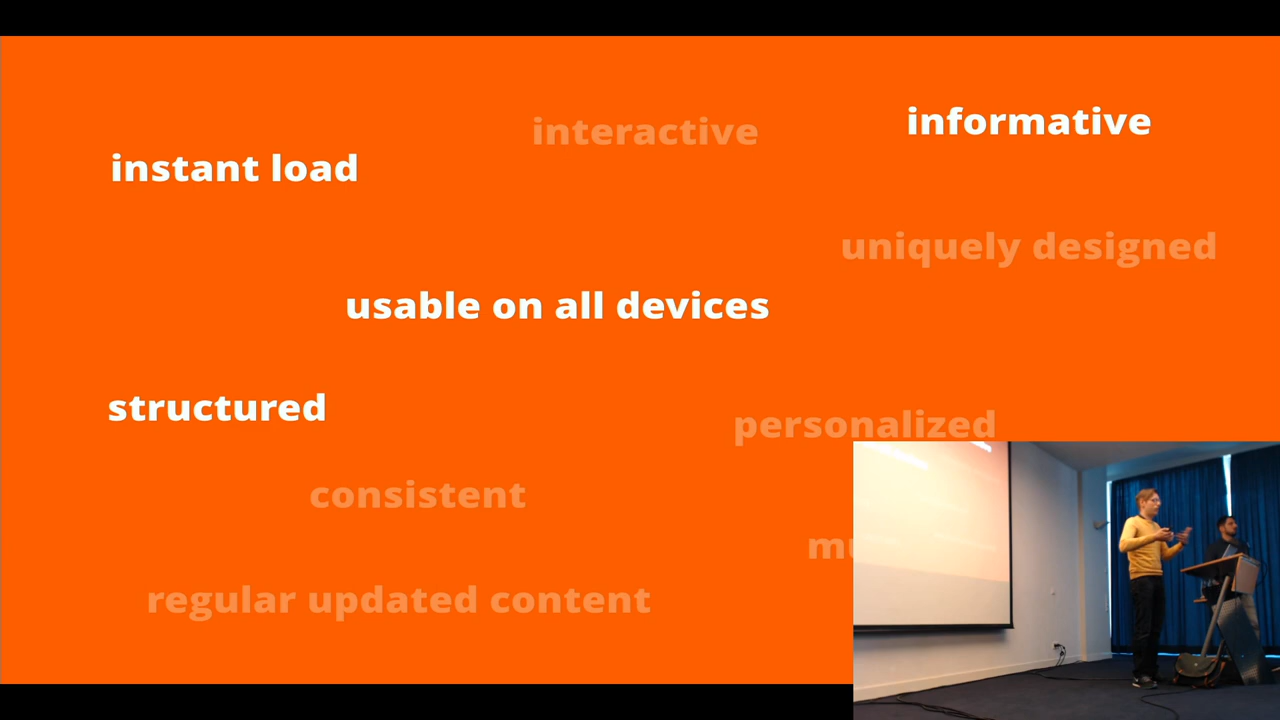 interactive
informative
instant load
uniquely designed
usable on all devices
structured
personalized
consistent
regular updated content